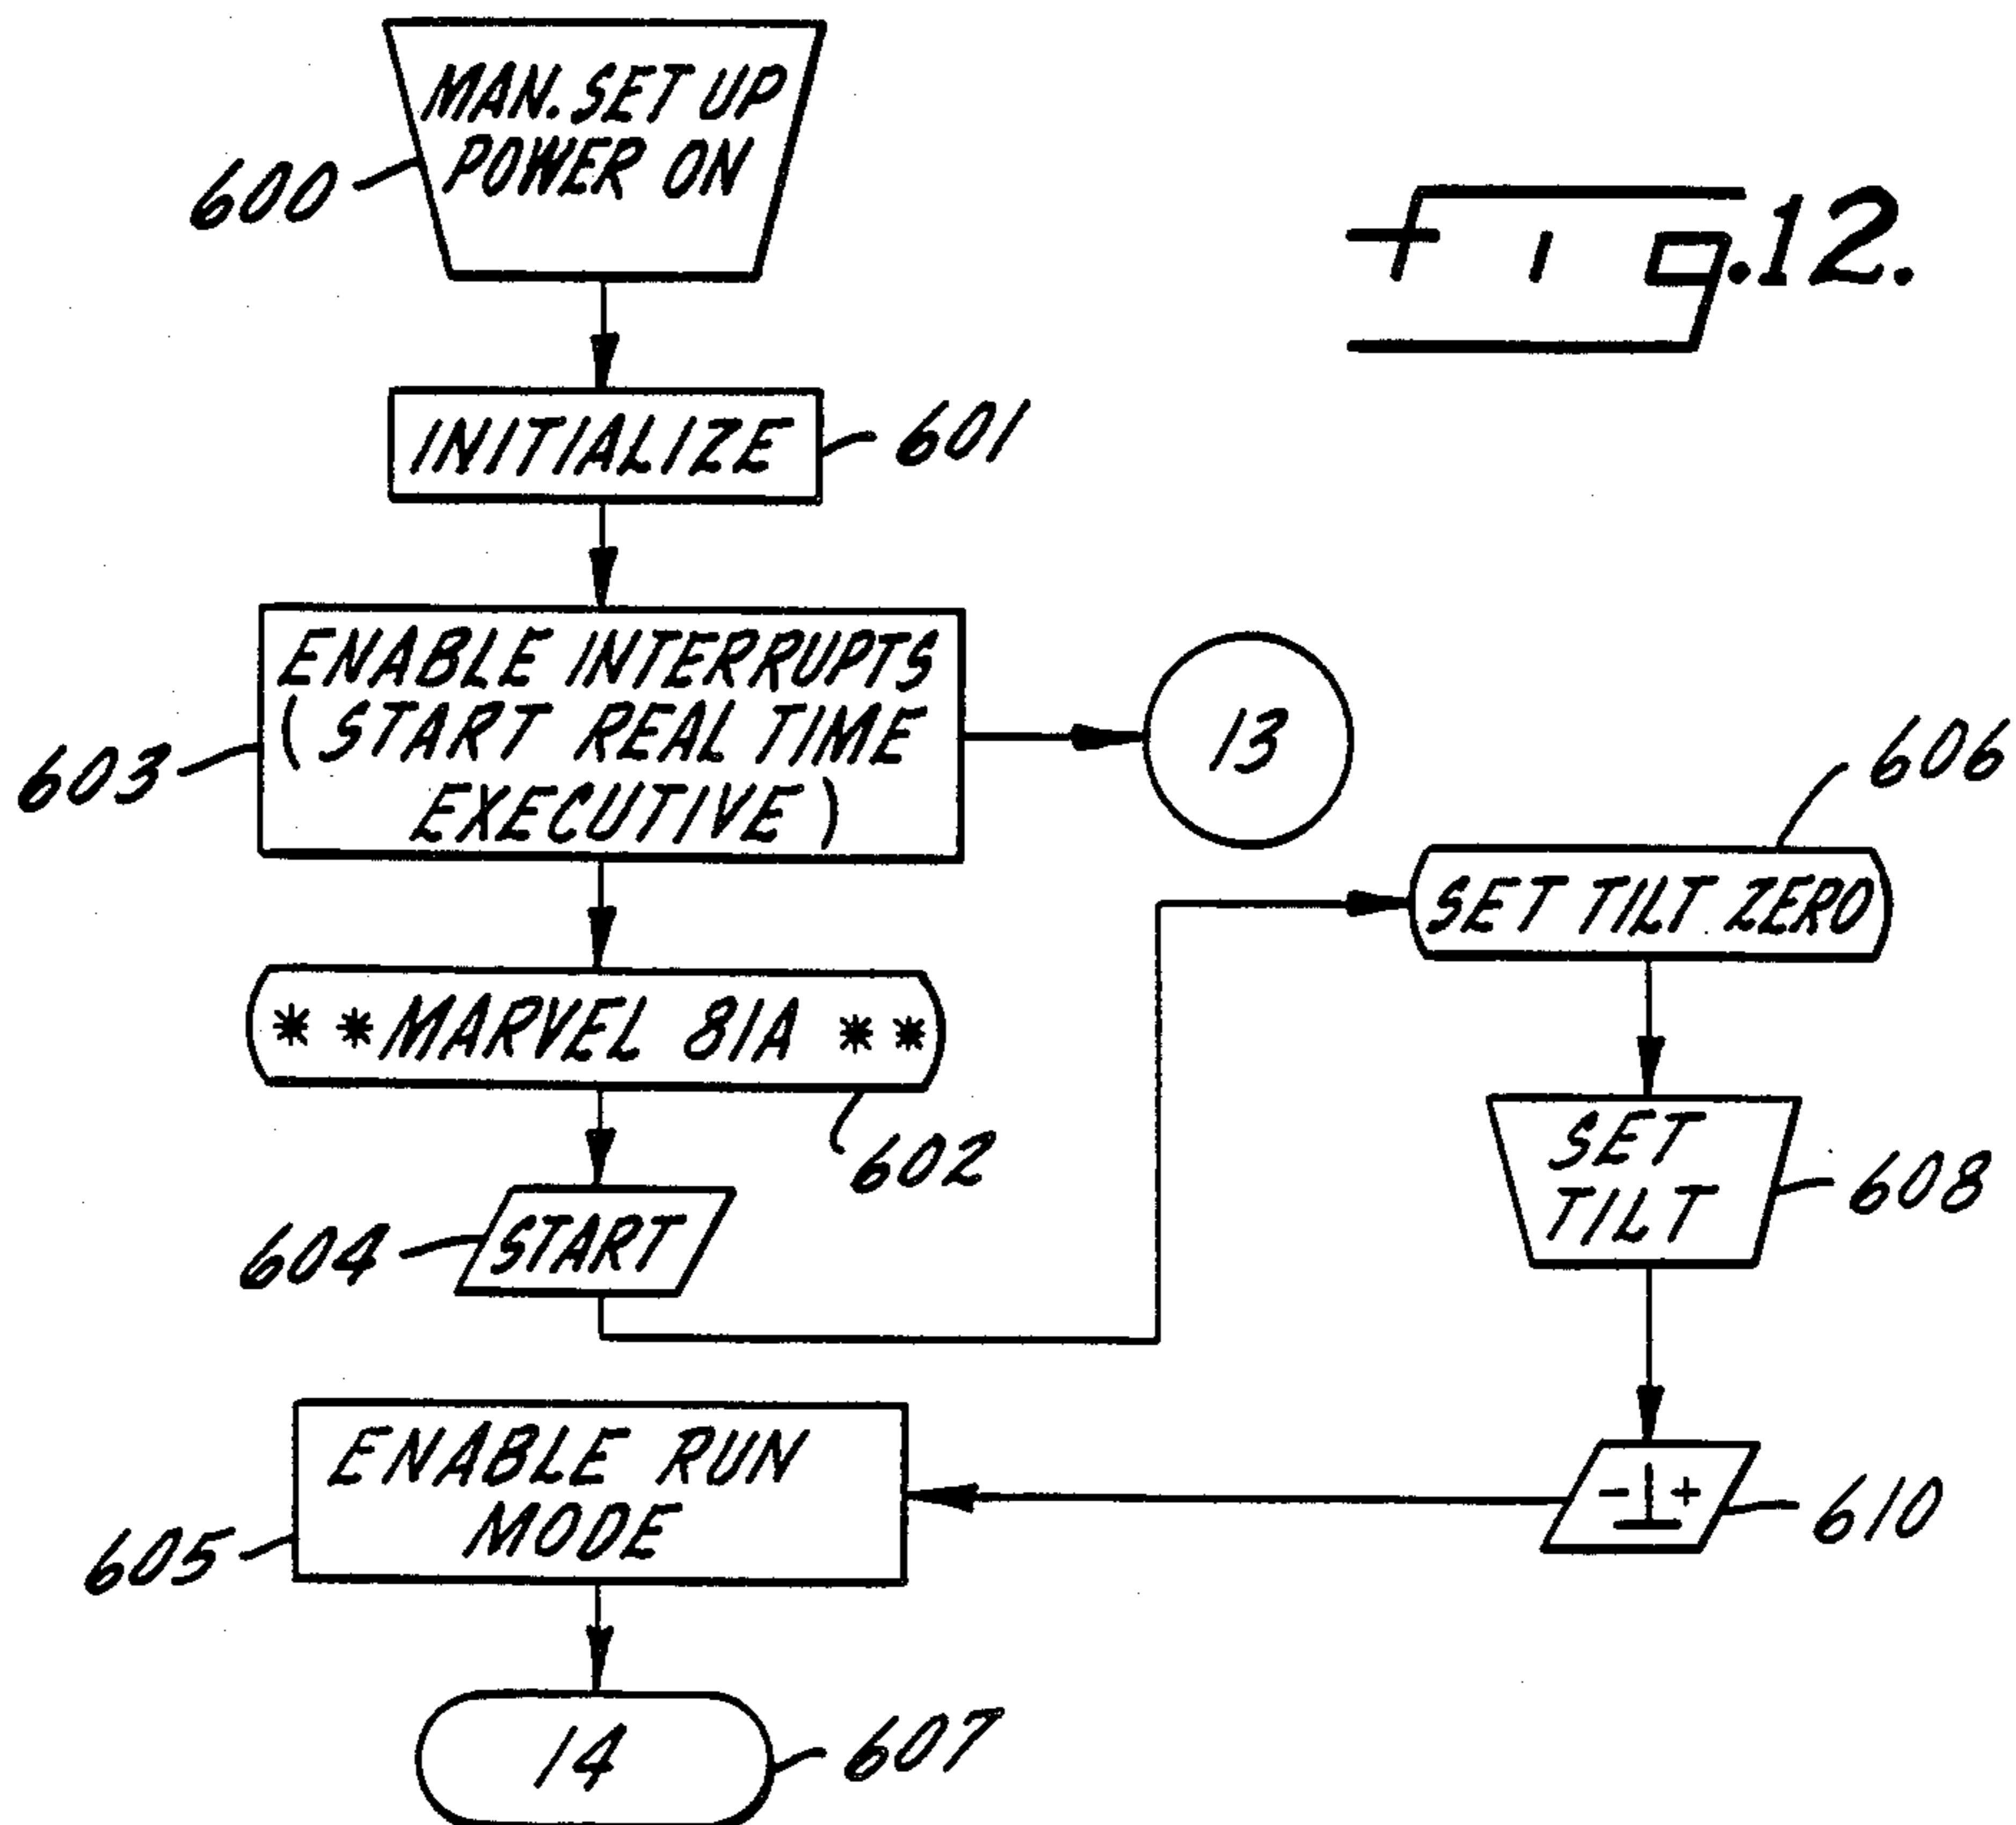 MAN. SET UP
POWER ON
600
Fig. 12.
INITIALIZE
601
ENABLE INTERRUPTS
(START REAL TIME
EXECUTIVE)
603
13
**MARVEL 81A **
602
START
604
SET TILT ZERO
606
SET
TILT
608
- +
610
ENABLE RUN
MODE
605
14
607